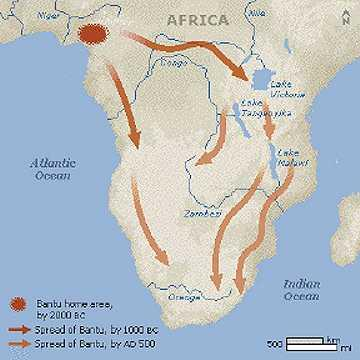 AFRICA
N
Niger
Nile
Congo
Lake
Victoria
Lake
Tanganyika
Lake
Malawi
Atlantic
Ocean
Zambezi
Indian
Ocean
Orange
Bantu home area,
by 2000 BC
Spread of Bantu, by 1000 BC
Spread of Bantu, by AD 500
500 km
mi